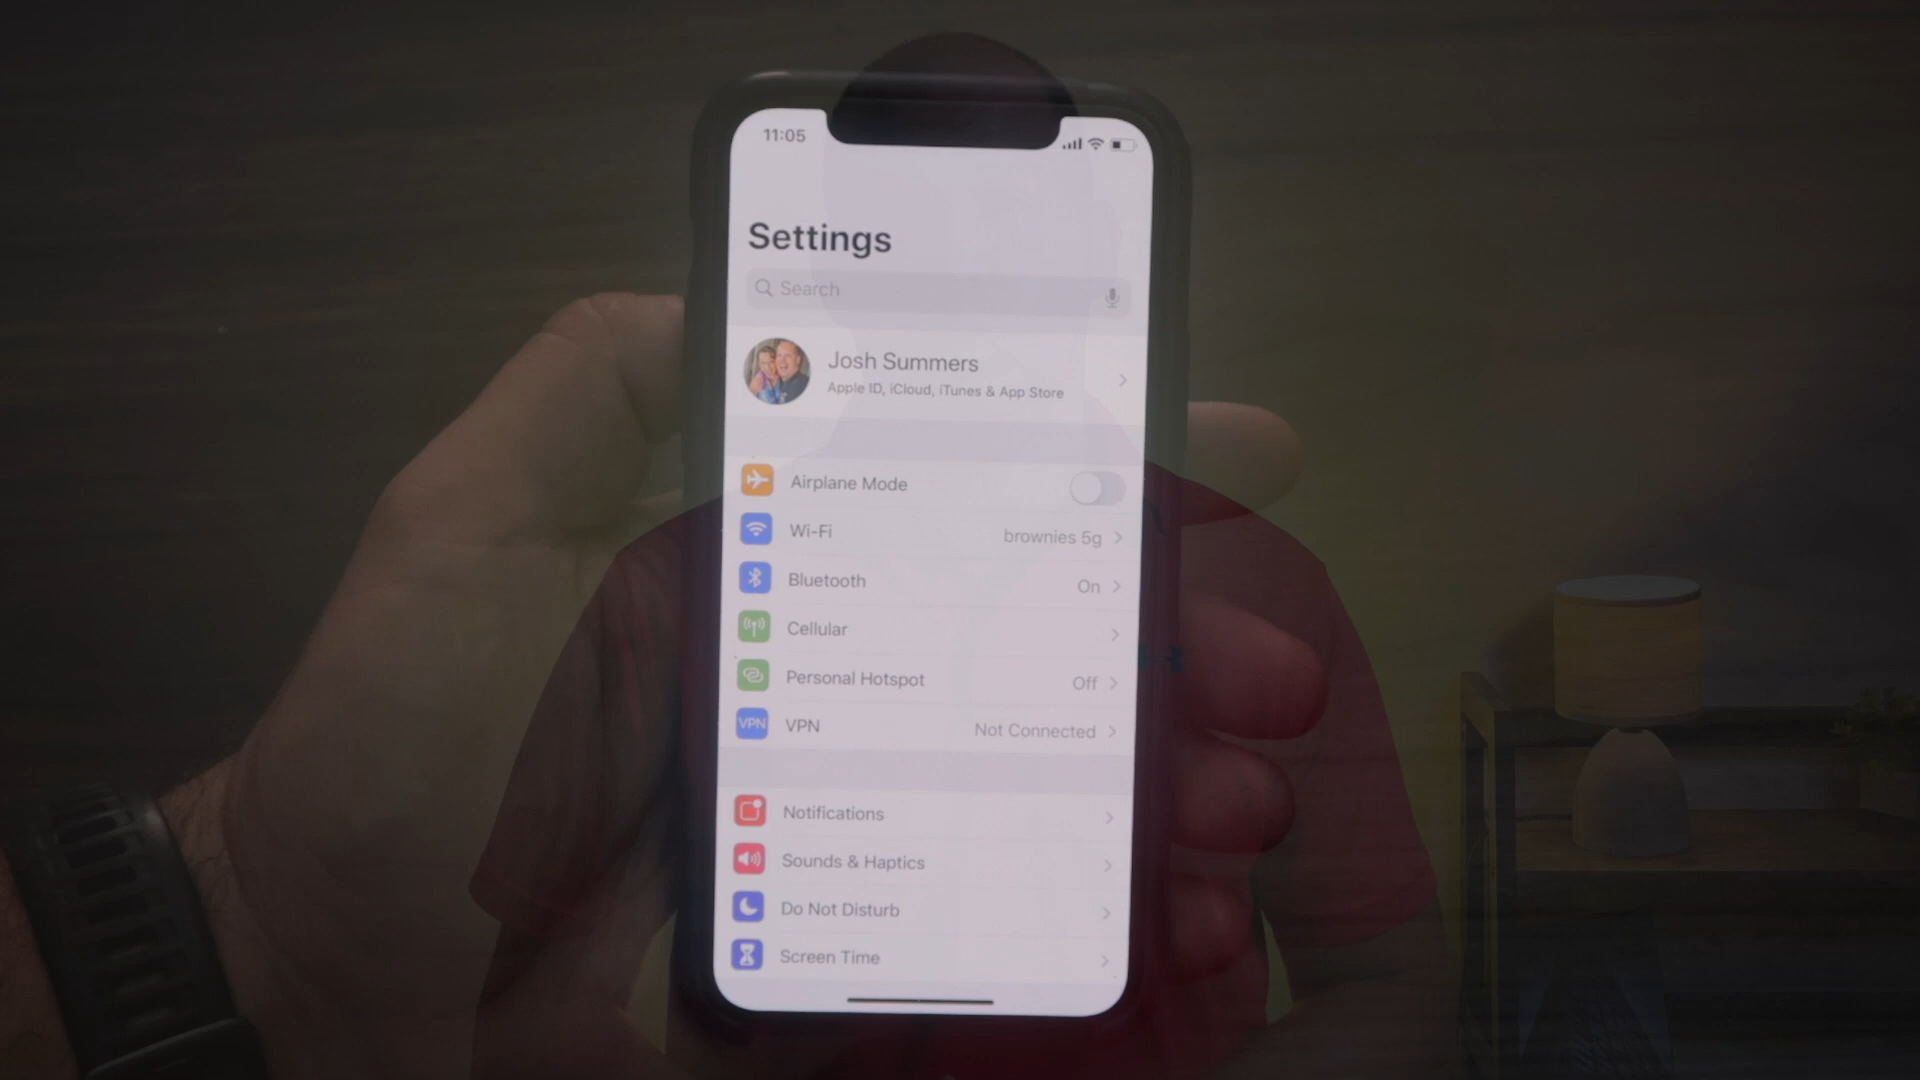 11:05
Settings
Search
Josh Summers
Apple ID, iCloud, iTunes & App Store
Airplane Mode
Wi-Fi brownies 5g
Bluetooth On
Cellular
Personal Hotspot Off
VPN VPN Not Connected
Notifications
Sounds & Haptics
Do Not Disturb
Screen Time